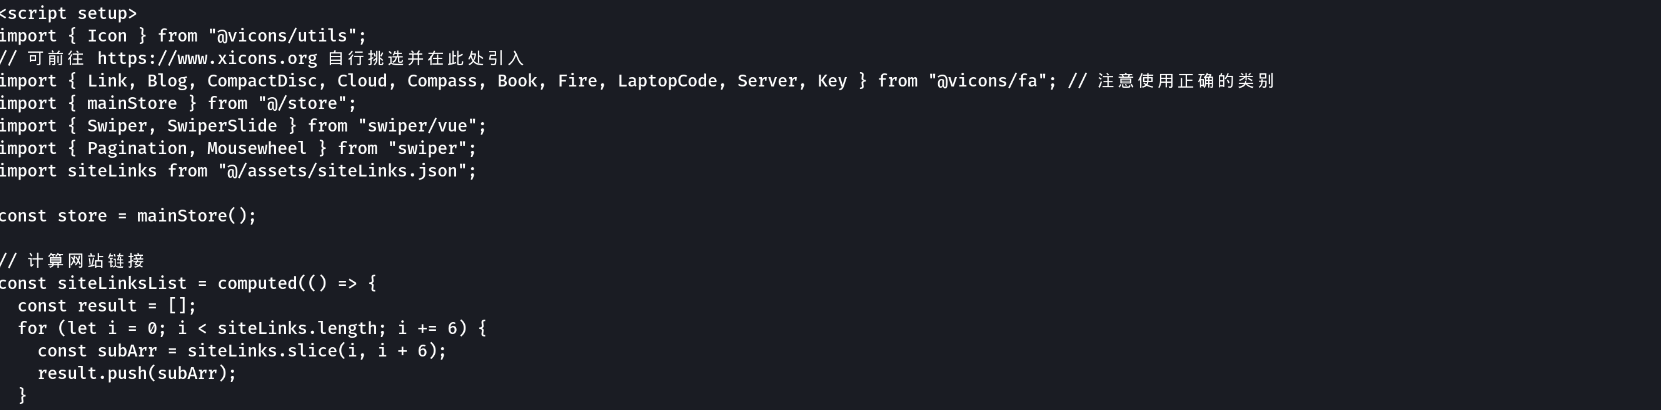 <script setup>
import { Icon } from "@vicons/utils";
// 可前往 https://www.xicons.org 自行挑选并在此处引入
import { Link, Blog, CompactDisc, Cloud, Compass, Book, Fire, LaptopCode, Server, Key } from "@vicons/fa"; // 注意使用正确的类别
import { mainStore } from "@/store";
import { Swiper, SwiperSlide } from "swiper/vue";
import { Pagination, Mousewheel } from "swiper";
import siteLinks from "@/assets/siteLinks.json";

const store = mainStore();

// 计算网站链接
const siteLinksList = computed(() => {
  const result = [];
  for (let i = 0; i < siteLinks.length; i += 6) {
    const subArr = siteLinks.slice(i, i + 6);
    result.push(subArr);
  }